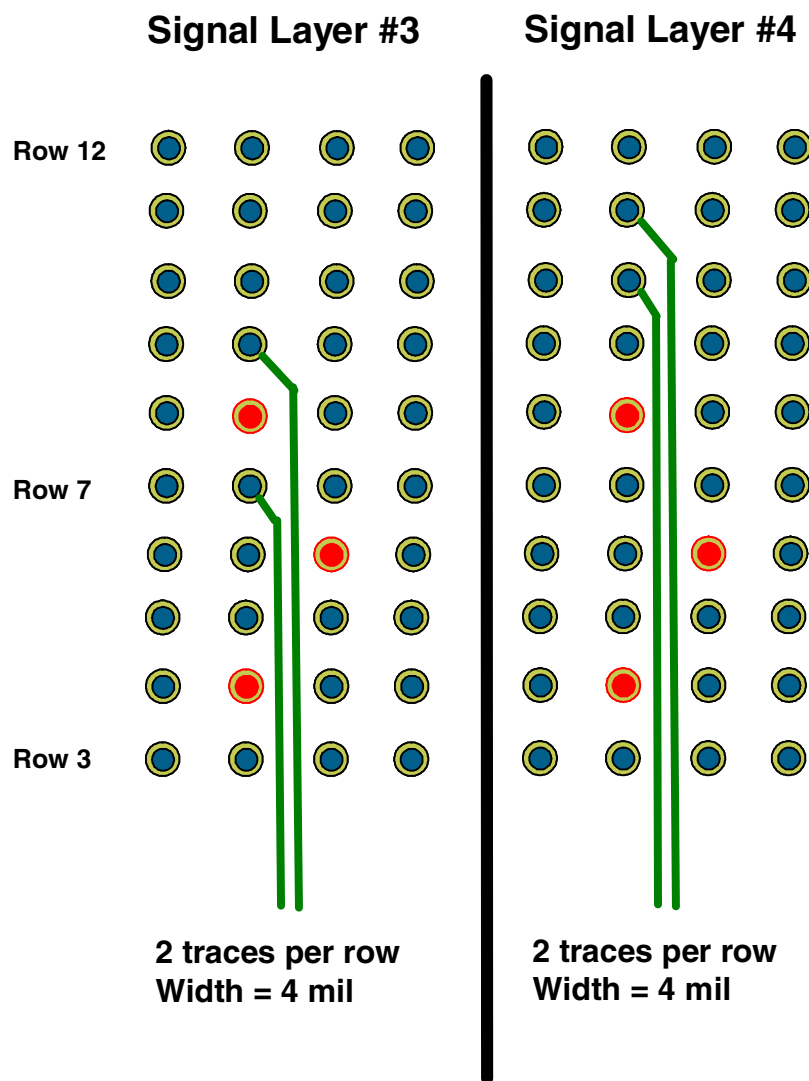 Signal Layer #3
Signal Layer #4
Row 12
Row 7
Row 3
2 traces per row
Width = 4 mil
2 traces per row
Width = 4 mil